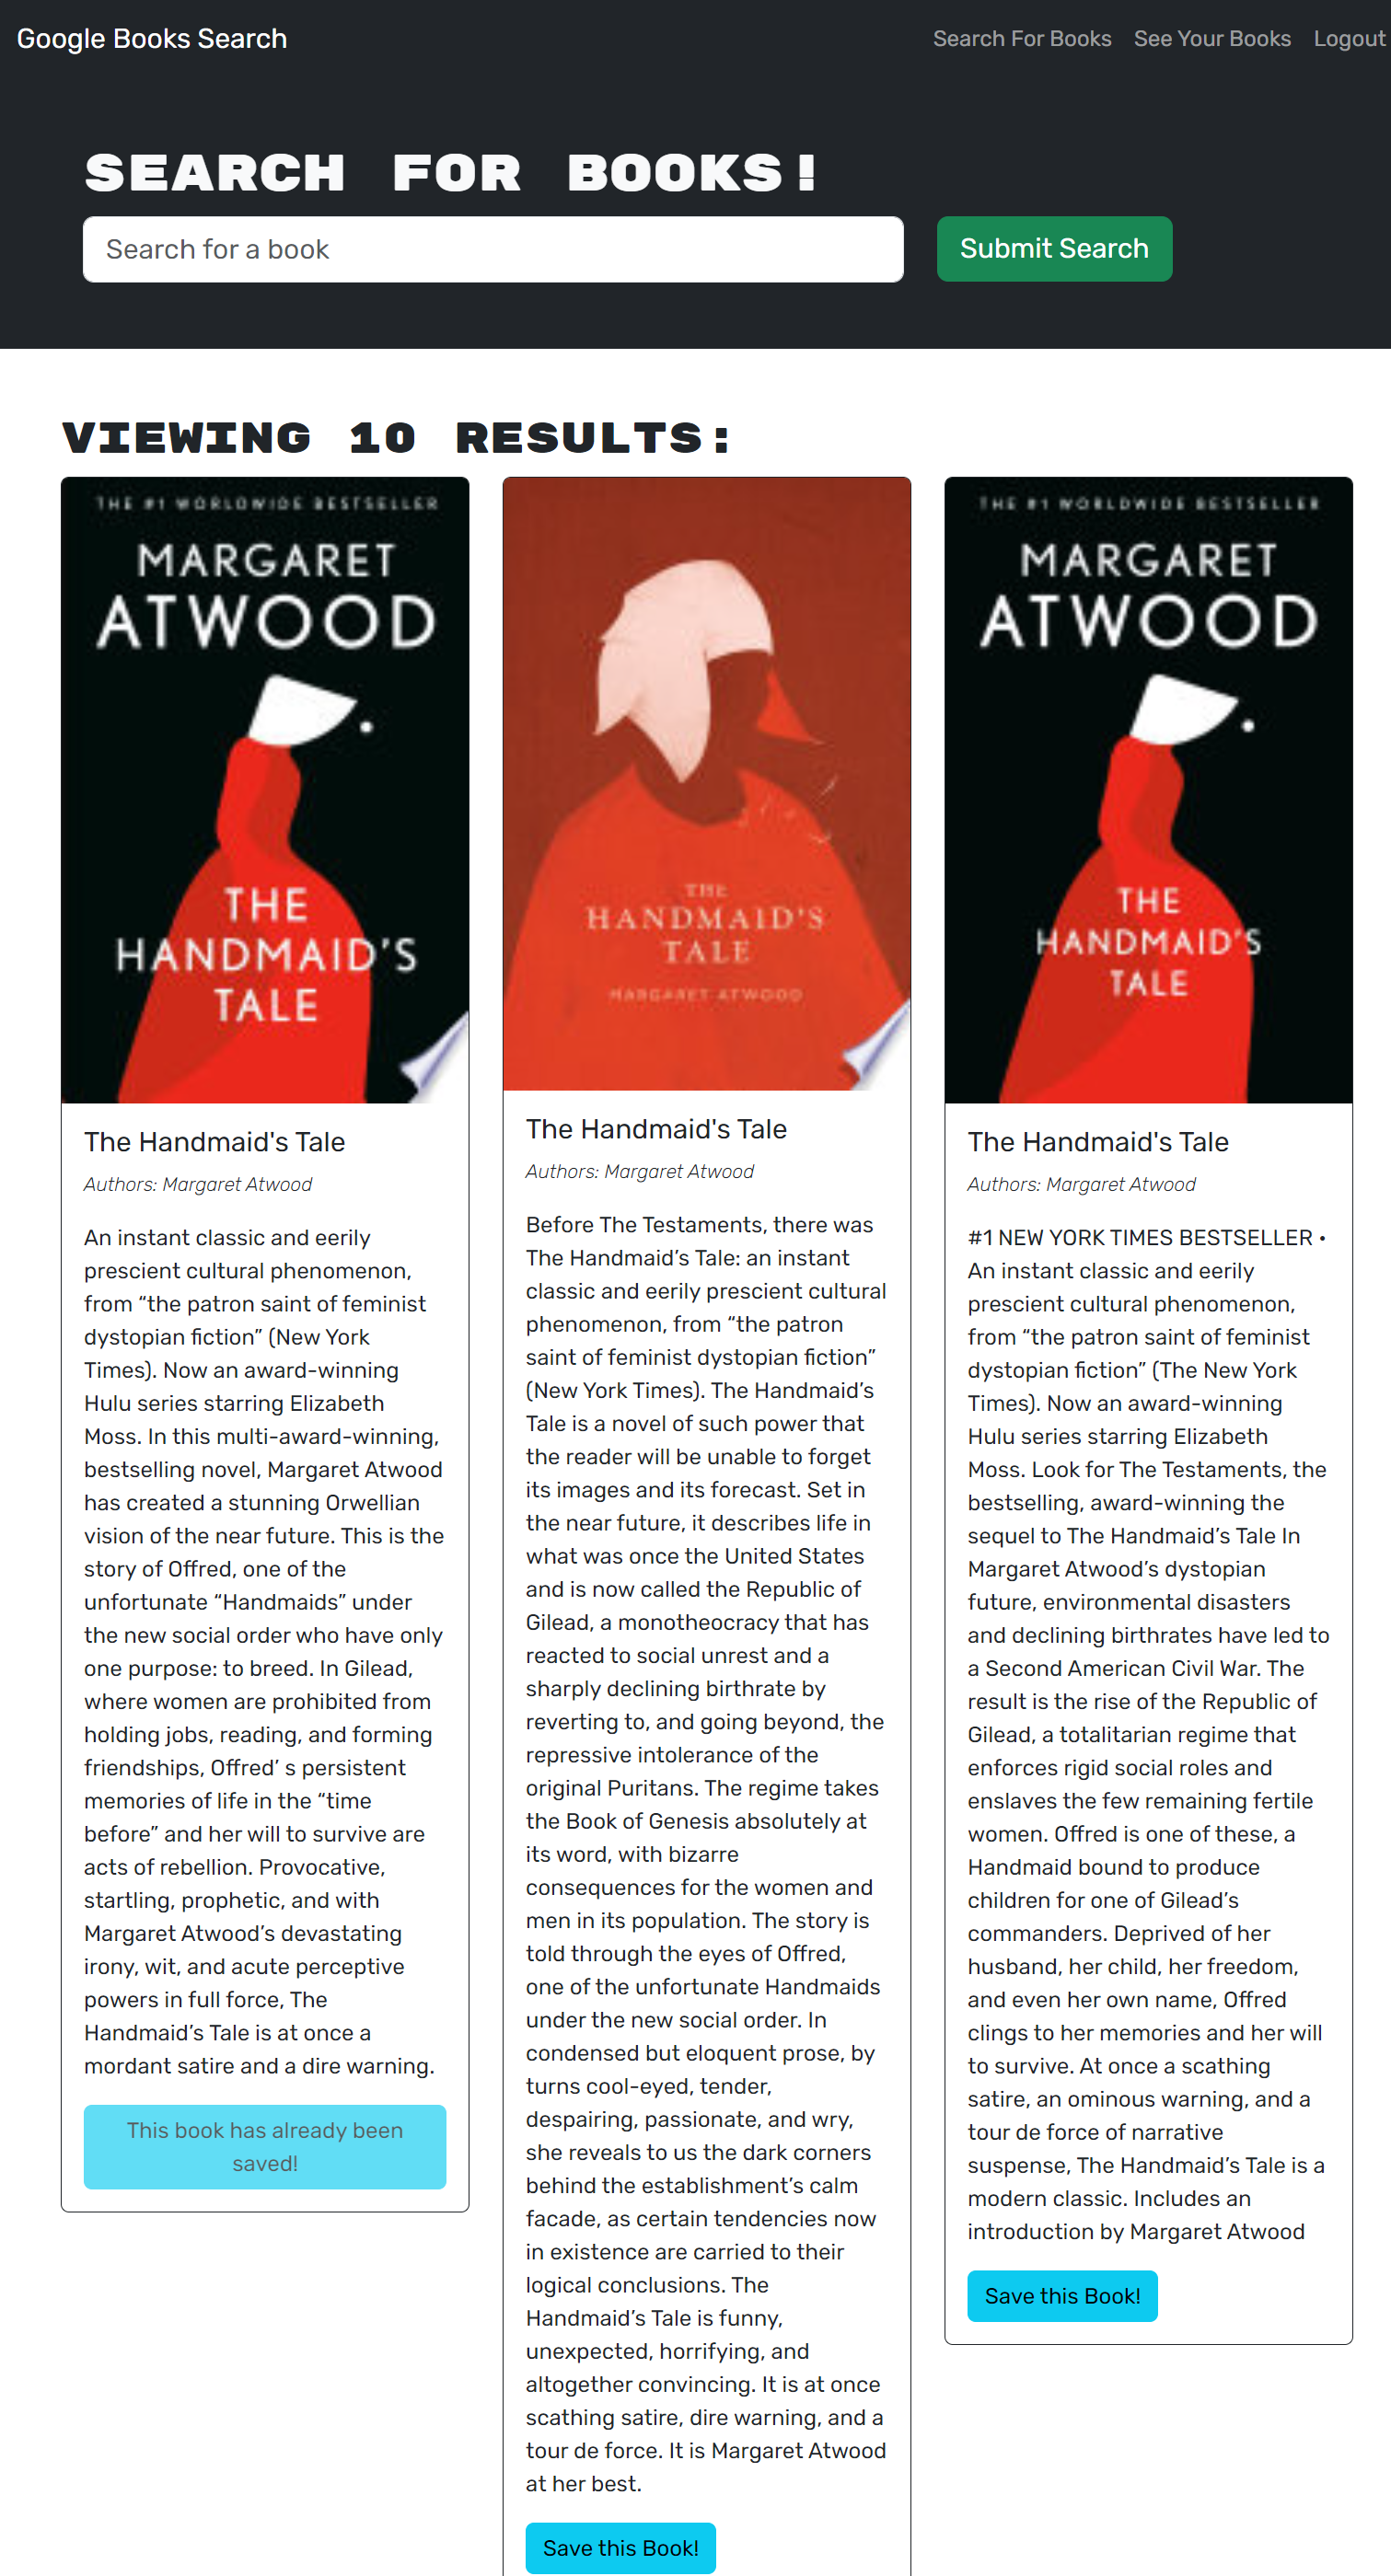 Google Books Search
Search For Books See Your Books Logout
SEARCH FOR BOOKS!
Search for a book
Submit Search
VIEWING 10 RESULTS:
THE #1 WORLDWIDE BESTSELLER
MARGARET
ATWOOD
THE
HANDMAID'S
TALE
The Handmaid's Tale
Authors: Margaret Atwood
An instant classic and eerily
prescient cultural phenomenon,
from “the patron saint of feminist
dystopian fiction” (New York
Times). Now an award-winning
Hulu series starring Elizabeth
Moss. In this multi-award-winning,
bestselling novel, Margaret Atwood
has created a stunning Orwellian
vision of the near future. This is the
story of Offred, one of the
unfortunate “Handmaids” under
the new social order who have only
one purpose: to breed. In Gilead,
where women are prohibited from
holding jobs, reading, and forming
friendships, Offred’ s persistent
memories of life in the “time
before” and her will to survive are
acts of rebellion. Provocative,
startling, prophetic, and with
Margaret Atwood’s devastating
irony, wit, and acute perceptive
powers in full force, The
Handmaid’s Tale is at once a
mordant satire and a dire warning.
This book has already been
saved!
THE
HANDMAID'S
TALE
MARGARET ATWOOD
The Handmaid's Tale
Authors: Margaret Atwood
Before The Testaments, there was
The Handmaid’s Tale: an instant
classic and eerily prescient cultural
phenomenon, from “the patron
saint of feminist dystopian fiction”
(New York Times). The Handmaid’s
Tale is a novel of such power that
the reader will be unable to forget
its images and its forecast. Set in
the near future, it describes life in
what was once the United States
and is now called the Republic of
Gilead, a monotheocracy that has
reacted to social unrest and a
sharply declining birthrate by
reverting to, and going beyond, the
repressive intolerance of the
original Puritans. The regime takes
the Book of Genesis absolutely at
its word, with bizarre
consequences for the women and
men in its population. The story is
told through the eyes of Offred,
one of the unfortunate Handmaids
under the new social order. In
condensed but eloquent prose, by
turns cool-eyed, tender,
despairing, passionate, and wry,
she reveals to us the dark corners
behind the establishment’s calm
facade, as certain tendencies now
in existence are carried to their
logical conclusions. The
Handmaid’s Tale is funny,
unexpected, horrifying, and
altogether convincing. It is at once
scathing satire, dire warning, and a
tour de force. It is Margaret Atwood
at her best.
Save this Book!
THE #1 WORLDWIDE BESTSELLER
MARGARET
ATWOOD
THE
HANDMAID'S
TALE
The Handmaid's Tale
Authors: Margaret Atwood
#1 NEW YORK TIMES BESTSELLER •
An instant classic and eerily
prescient cultural phenomenon,
from “the patron saint of feminist
dystopian fiction” (The New York
Times). Now an award-winning
Hulu series starring Elizabeth
Moss. Look for The Testaments, the
bestselling, award-winning the
sequel to The Handmaid’s Tale In
Margaret Atwood’s dystopian
future, environmental disasters
and declining birthrates have led to
a Second American Civil War. The
result is the rise of the Republic of
Gilead, a totalitarian regime that
enforces rigid social roles and
enslaves the few remaining fertile
women. Offred is one of these, a
Handmaid bound to produce
children for one of Gilead’s
commanders. Deprived of her
husband, her child, her freedom,
and even her own name, Offred
clings to her memories and her will
to survive. At once a scathing
satire, an ominous warning, and a
tour de force of narrative
suspense, The Handmaid’s Tale is a
modern classic. Includes an
introduction by Margaret Atwood
Save this Book!